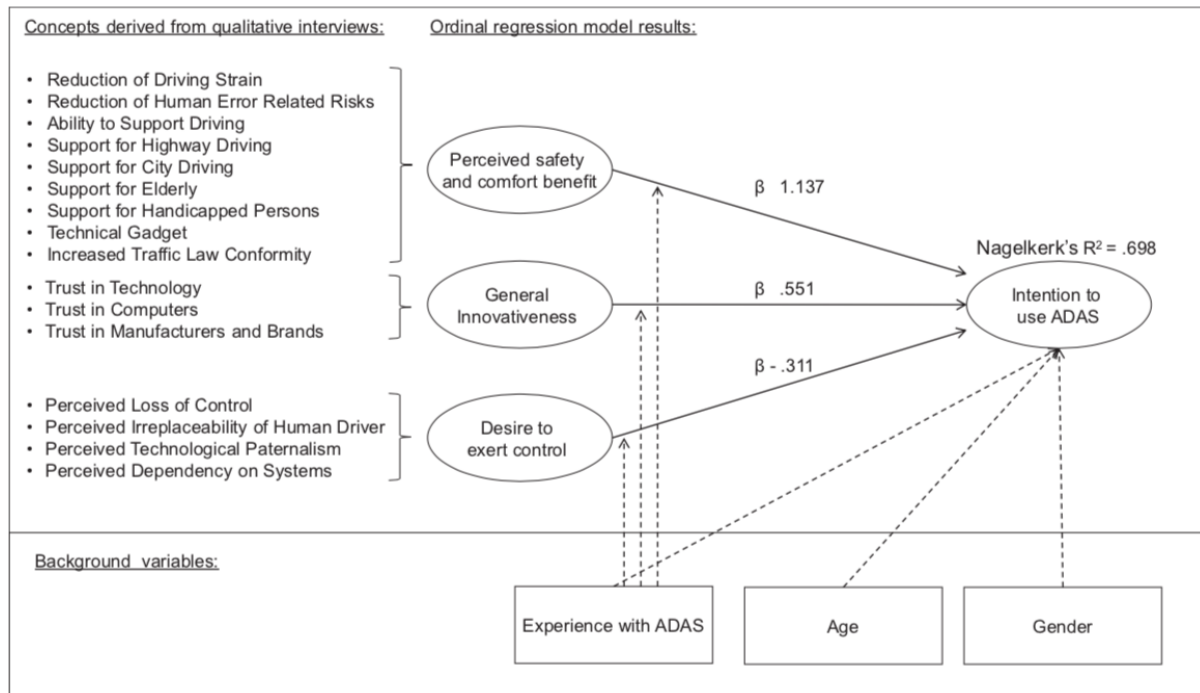 Concepts derived from qualitative interviews:
Ordinal regression model results:
• Reduction of Driving Strain
• Reduction of Human Error Related Risks
• Ability to Support Driving
• Support for Highway Driving
• Support for City Driving
• Support for Elderly
• Support for Handicapped Persons
• Technical Gadget
• Increased Traffic Law Conformity
Perceived safety
and comfort benefit
β 1.137
• Trust in Technology
• Trust in Computers
• Trust in Manufacturers and Brands
General
Innovativeness
β .551
Nagelkerk's R² = .698
Intention to
use ADAS
• Perceived Loss of Control
• Perceived Irreplaceability of Human Driver
• Perceived Technological Paternalism
• Perceived Dependency on Systems
Desire to
exert control
β - .311
Background variables:
Experience with ADAS
Age
Gender